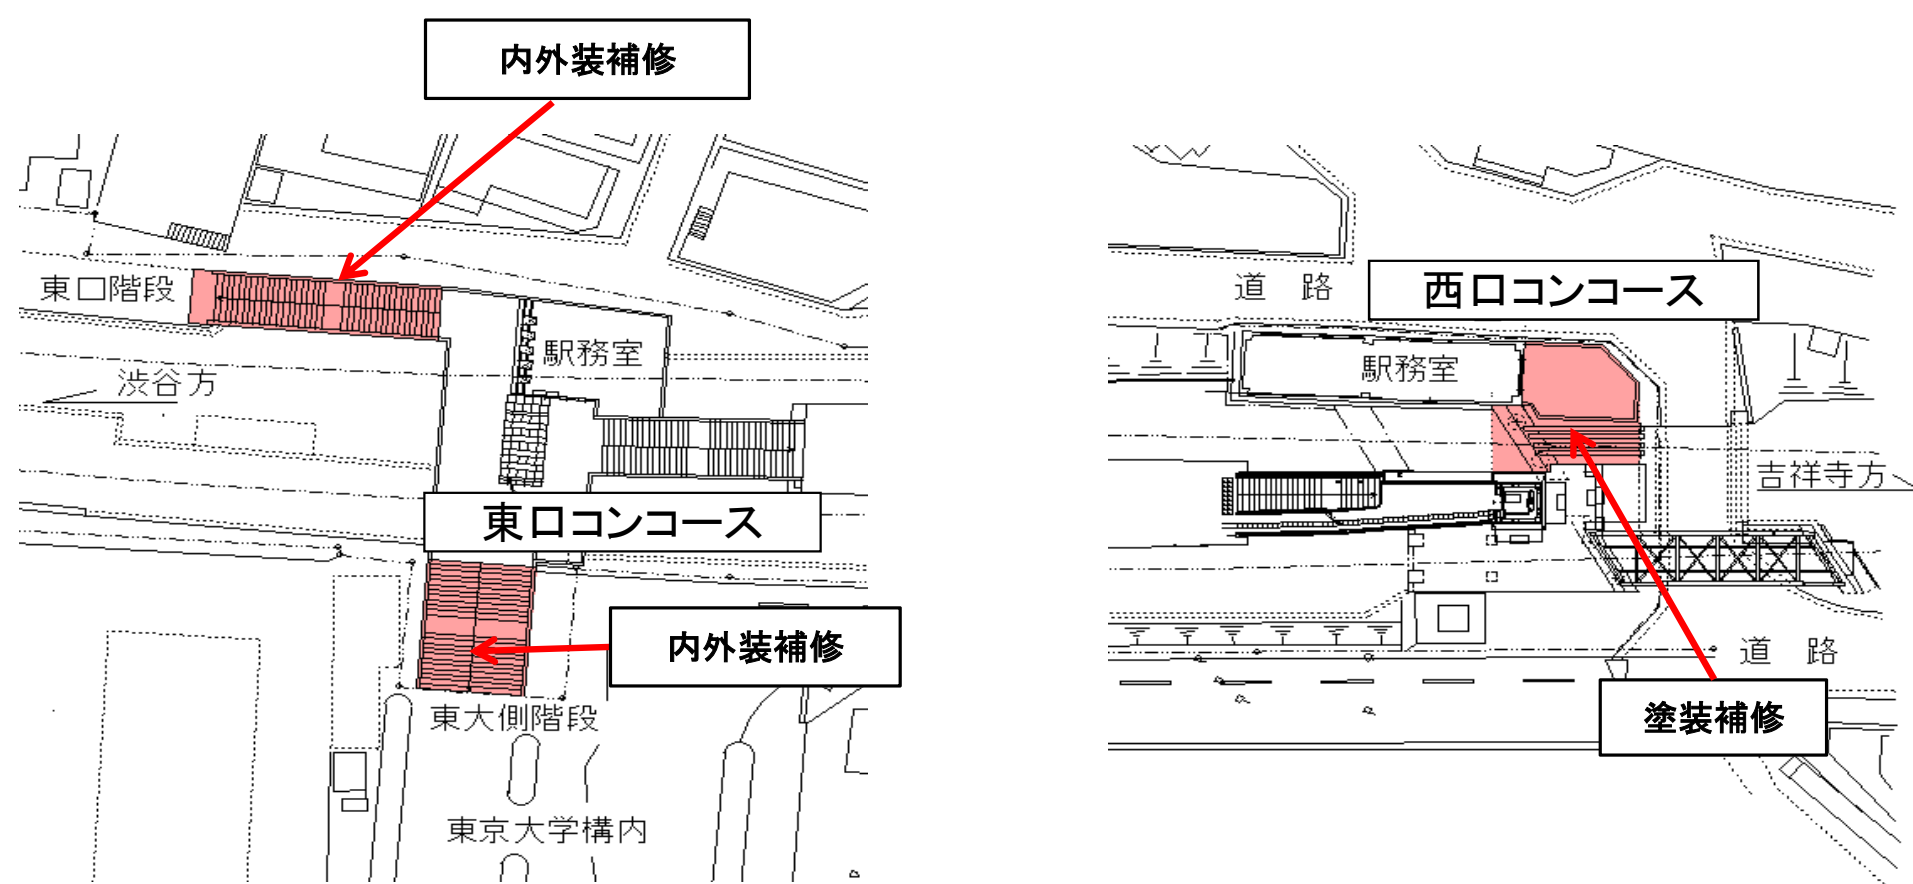 内外装補修
東口階段
駅務室
渋谷方
東口コンコース
内外装補修
東大側階段
東京大学構内
道 路
西口コンコース
駅務室
吉祥寺方
道 路
塗装補修